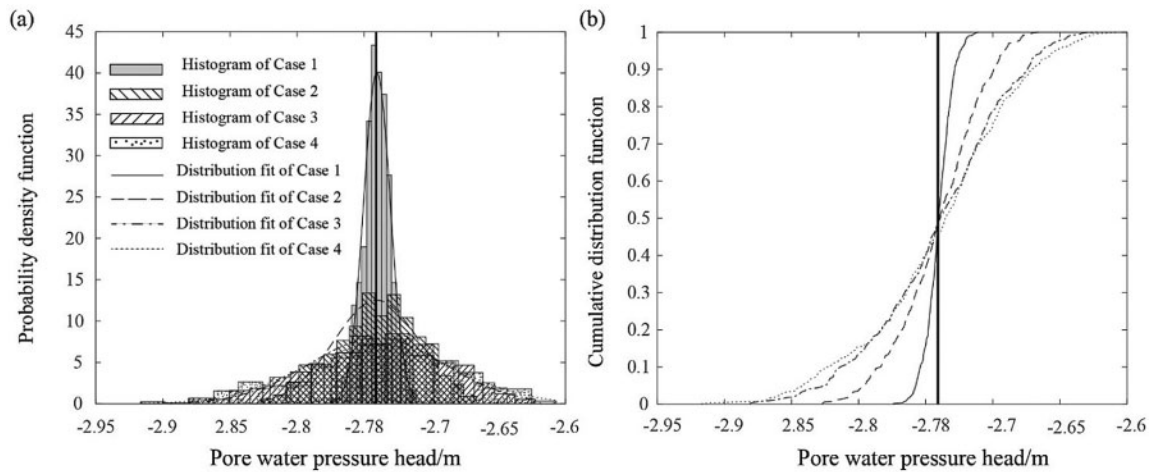 (a)
Probability density function
45
40
35
30
25
20
15
10
5
0
Histogram of Case 1
Histogram of Case 2
Histogram of Case 3
Histogram of Case 4
Distribution fit of Case 1
Distribution fit of Case 2
Distribution fit of Case 3
Distribution fit of Case 4
-2.95 -2.9 -2.85 -2.8 -2.78 -2.7 -2.65 -2.6
Pore water pressure head/m
(b)
Cumulative distribution function
1
0.9
0.8
0.7
0.6
0.5
0.4
0.3
0.2
0.1
0
-2.95 -2.9 -2.85 -2.8 -2.78 -2.7 -2.65 -2.6
Pore water pressure head/m